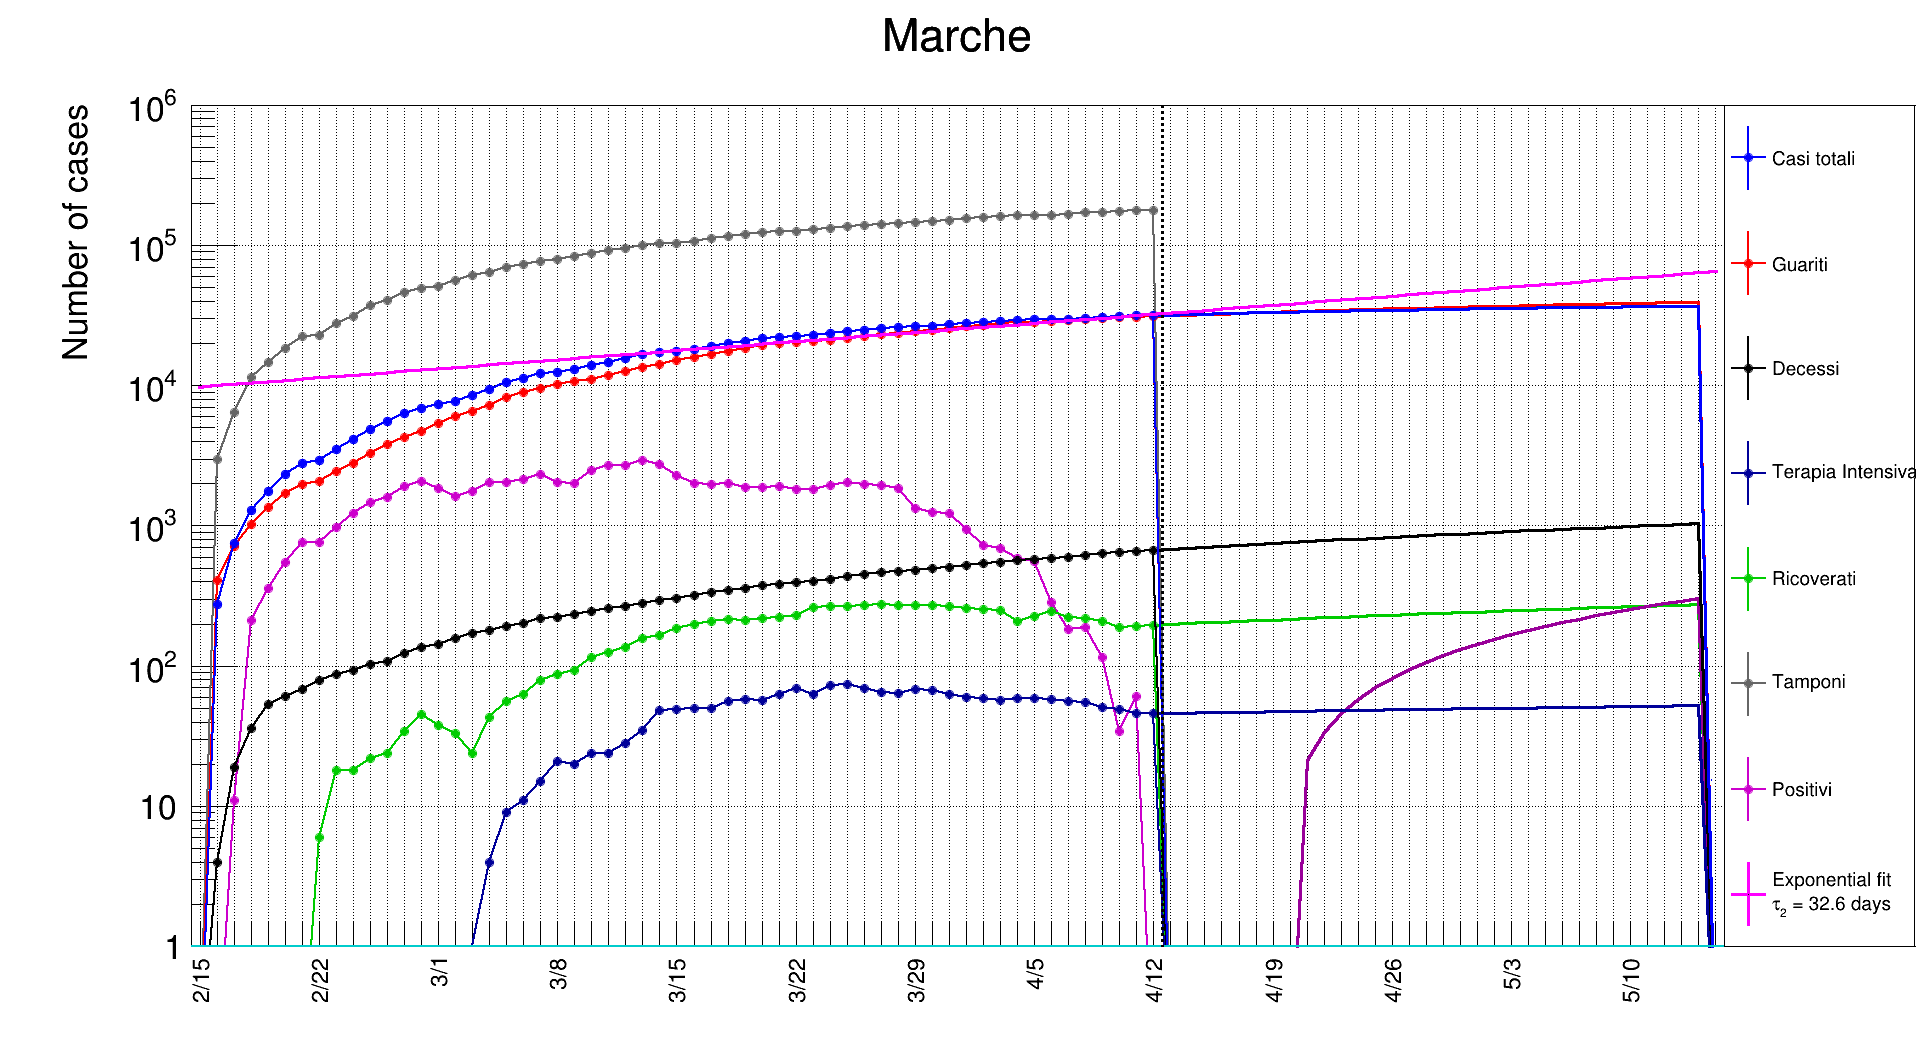 Marche
Number of cases
10^6
10^5
10^4
10^3
10^2
10
1
2/15
2/22
3/1
3/8
3/15
3/22
3/29
4/5
4/12
4/19
4/26
5/3
5/10
Casi totali
Guariti
Decessi
Terapia Intensiva
Ricoverati
Tamponi
Positivi
Exponential fit
τ₂ = 32.6 days